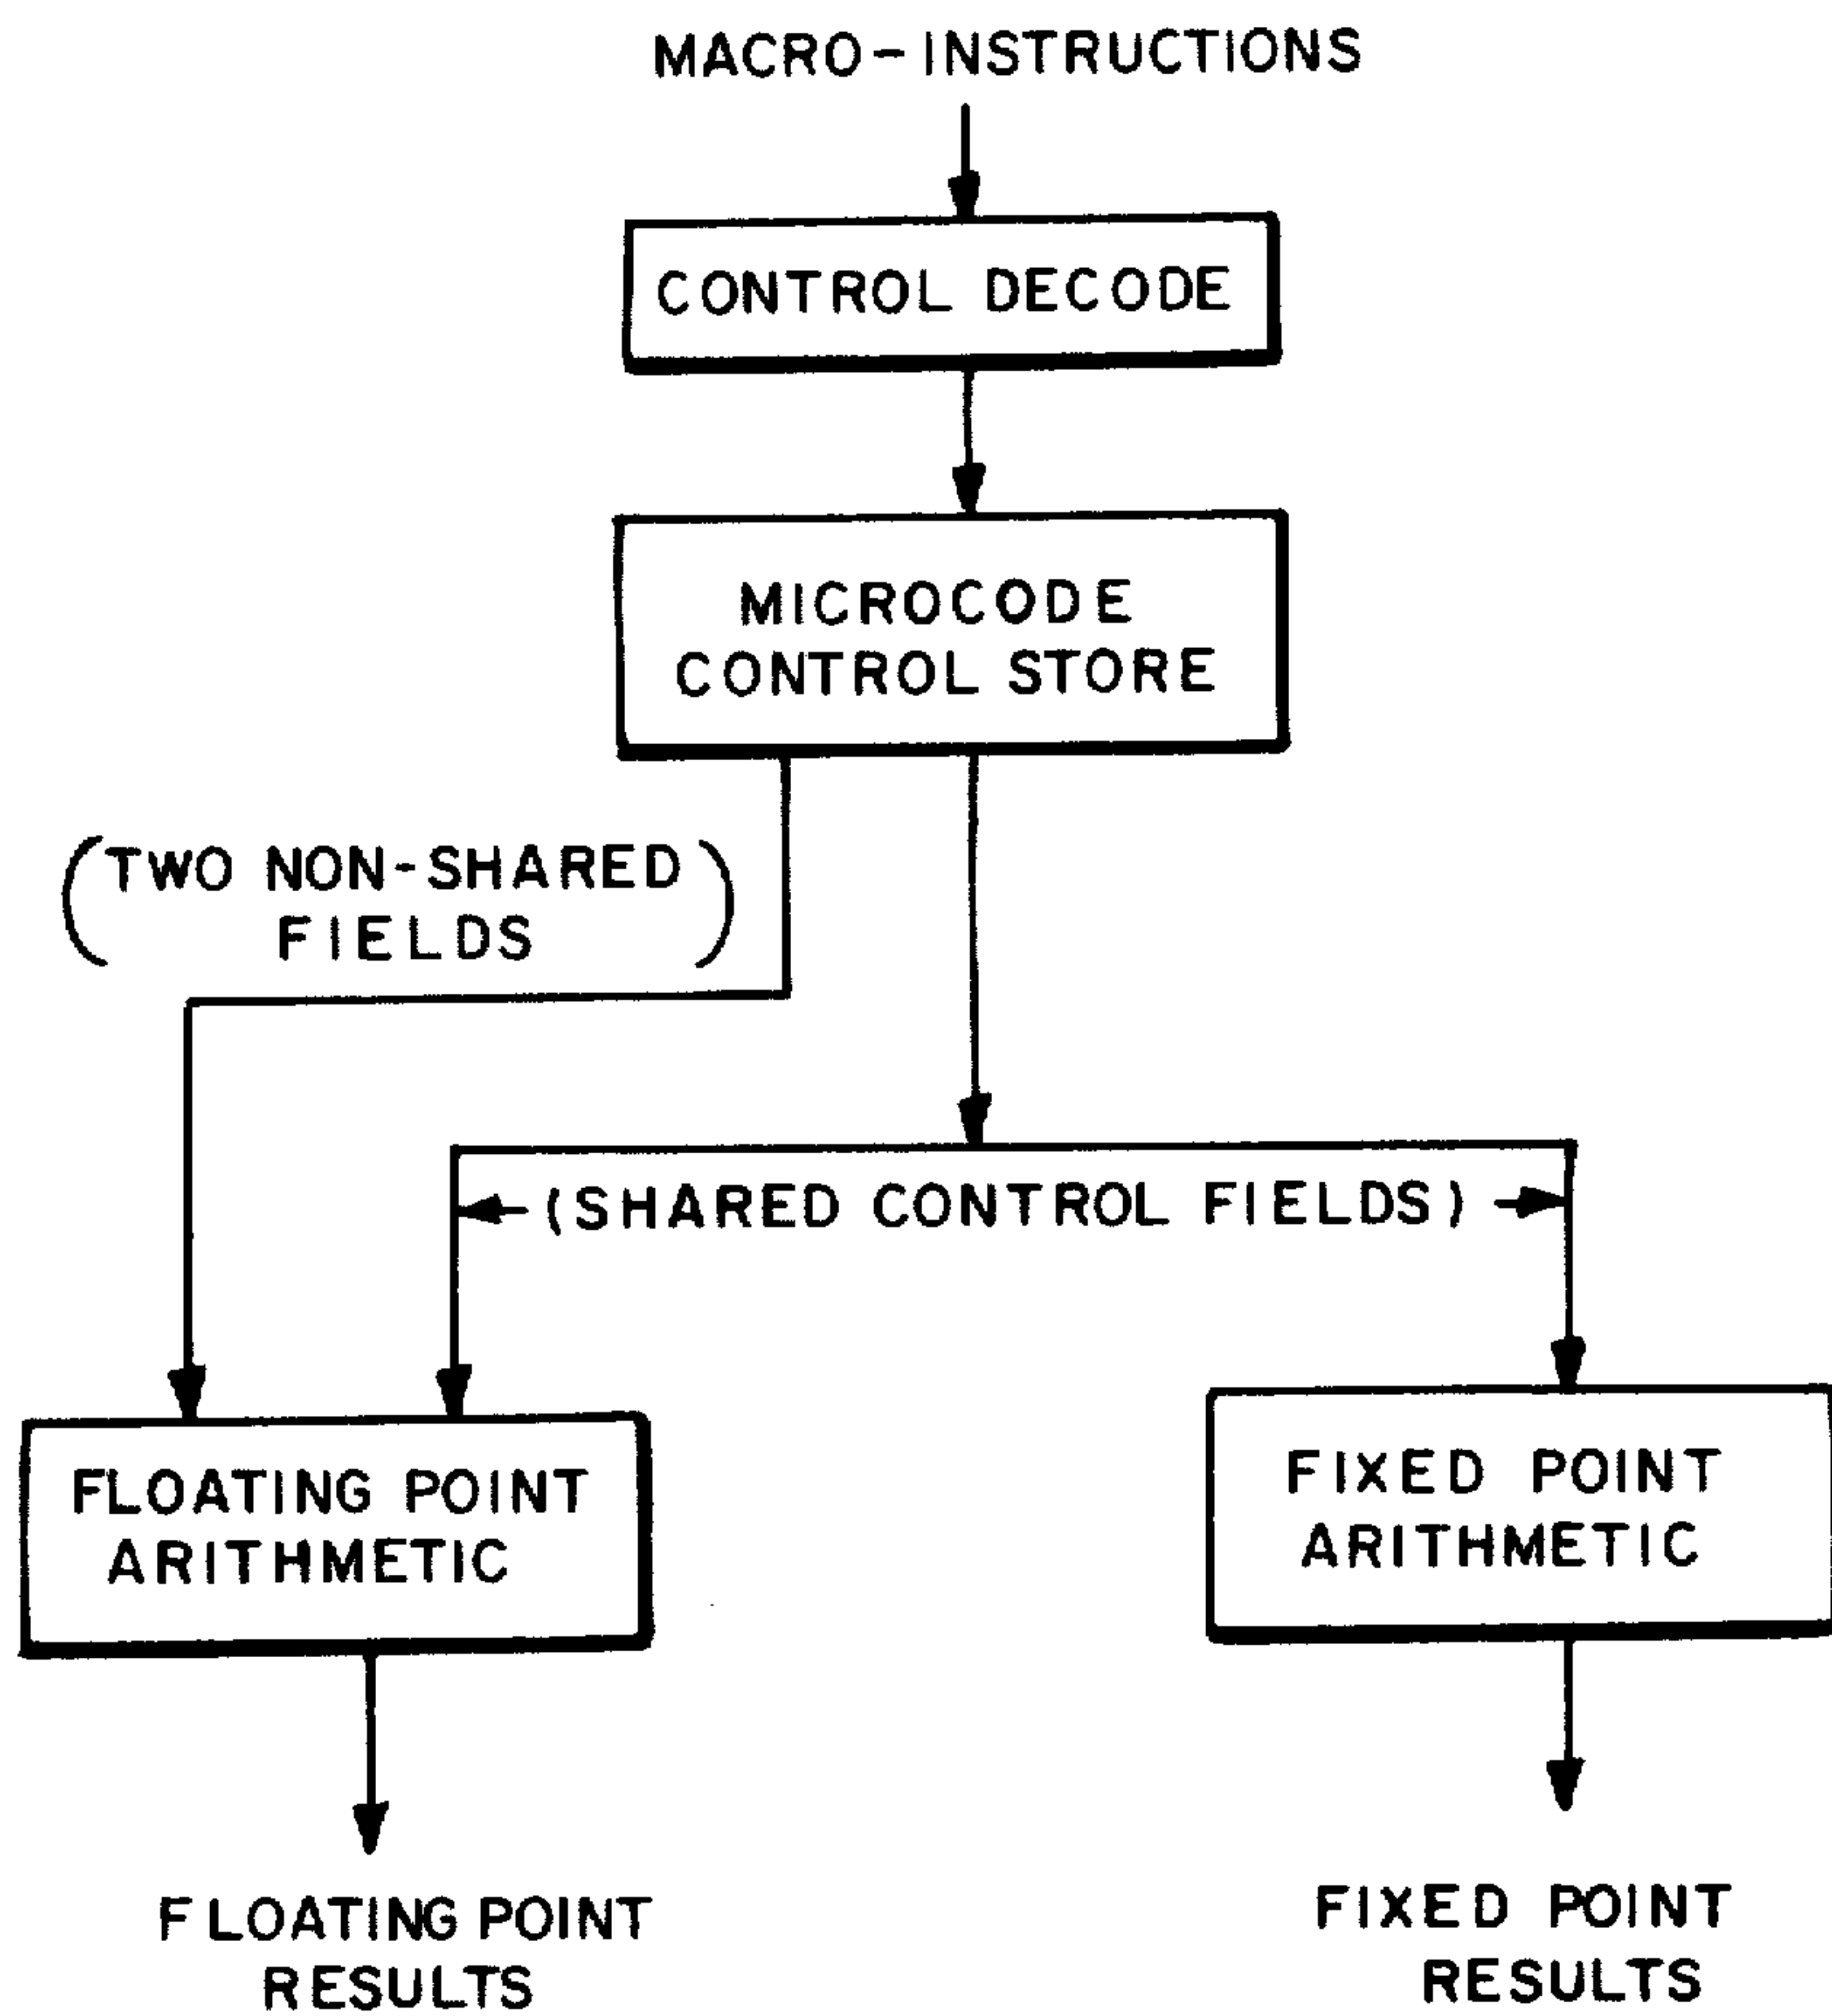 MACRO-INSTRUCTIONS
CONTROL DECODE
MICROCODE
CONTROL STORE
(TWO NON-SHARED
FIELDS)
(SHARED CONTROL FIELDS)
FLOATING POINT
ARITHMETIC
FIXED POINT
ARITHMETIC
FLOATING POINT
RESULTS
FIXED POINT
RESULTS